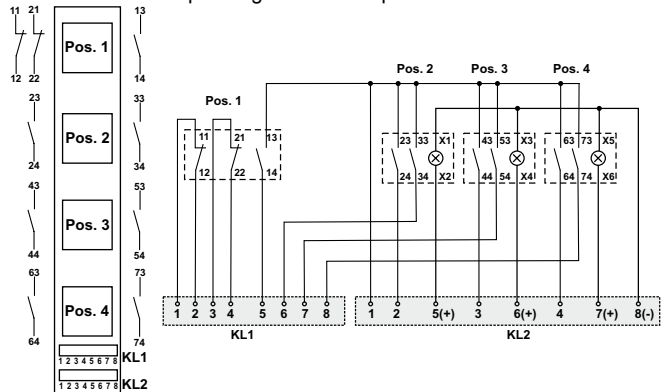 11 21 13
Pos. 1
12 22 14
23 33
Pos. 2
24 34
43 53
Pos. 3
44 54
63 73
Pos. 4
64 74
1 2 3 4 5 6 7 8 KL1
1 2 3 4 5 6 7 8 KL2
Pos. 2 Pos. 3 Pos. 4
Pos. 1
11 21 13
12 22 14
23 33 X1 43 53 X3 63 73 X5
24 34 X2 44 54 X4 64 74 X6
1 2 3 4 5 6 7 8
KL1
1 2 5(+) 3 6(+) 4 7(+) 8(-)
KL2